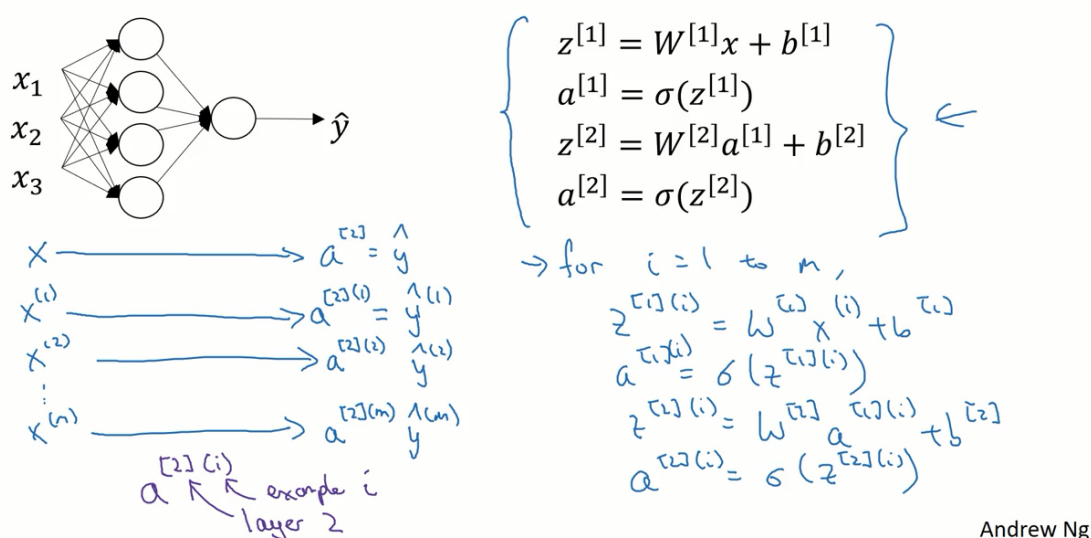 x₁
x₂
x₃
ŷ
z^[1] = W^[1]x + b^[1]
a^[1] = σ(z^[1])
z^[2] = W^[2]a^[1] + b^[2]
a^[2] = σ(z^[2])
x → a^[2] = ŷ
x^(1) → a^[2](1) = ŷ^(1)
x^(2) → a^[2](2) ŷ^(2)
⋮
x^(m) → a^[2](m) ŷ^(m)
a^[2](i)
example i
layer 2
→ for i = 1 to m,
z^[1](i) = W^[1] x^(i) + b^[1]
a^[1](i) = σ(z^[1](i))
z^[2](i) = W^[2] a^[1](i) + b^[2]
a^[2](i) = σ(z^[2](i))
Andrew Ng